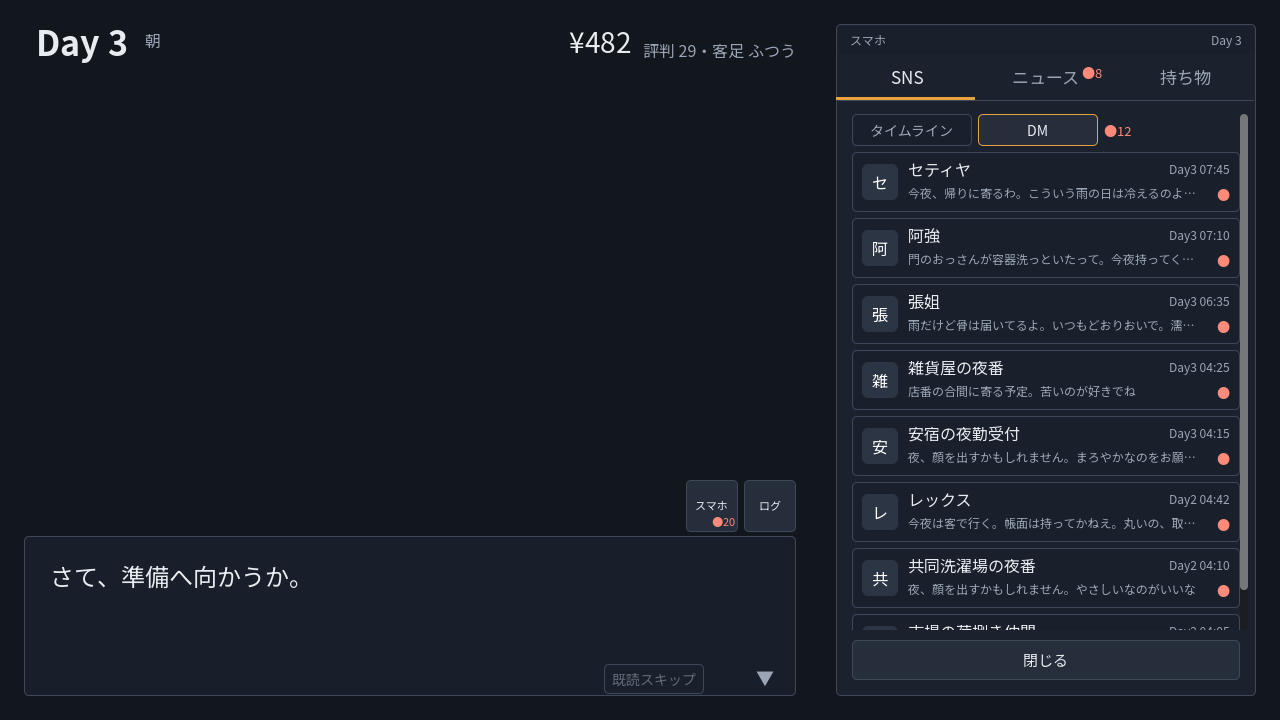 Day 3 朝
¥482 評判 29・客足 ふつう
スマホ Day 3
SNS ニュース 8 持ち物
タイムライン DM 12
セ セティヤ Day3 07:45
今夜、帰りに寄るわ。こういう雨の日は冷えるのよ…
阿 阿強 Day3 07:10
門のおっさんが容器洗っといたって。今夜持ってく…
張 張姐 Day3 06:35
雨だけど骨は届いてるよ。いつもどおりおいで。濡…
雑 雑貨屋の夜番 Day3 04:25
店番の合間に寄る予定。苦いのが好きでね
安 安宿の夜勤受付 Day3 04:15
夜、顔を出すかもしれません。まろやかなのをお願…
レ レックス Day2 04:42
今夜は客で行く。帳面は持ってかねえ。丸いの、取…
共 共同洗濯場の夜番 Day2 04:10
夜、顔を出すかもしれません。やさしいなのがいいな
閉じる
スマホ 20
ログ
さて、準備へ向かうか。
既読スキップ ▼